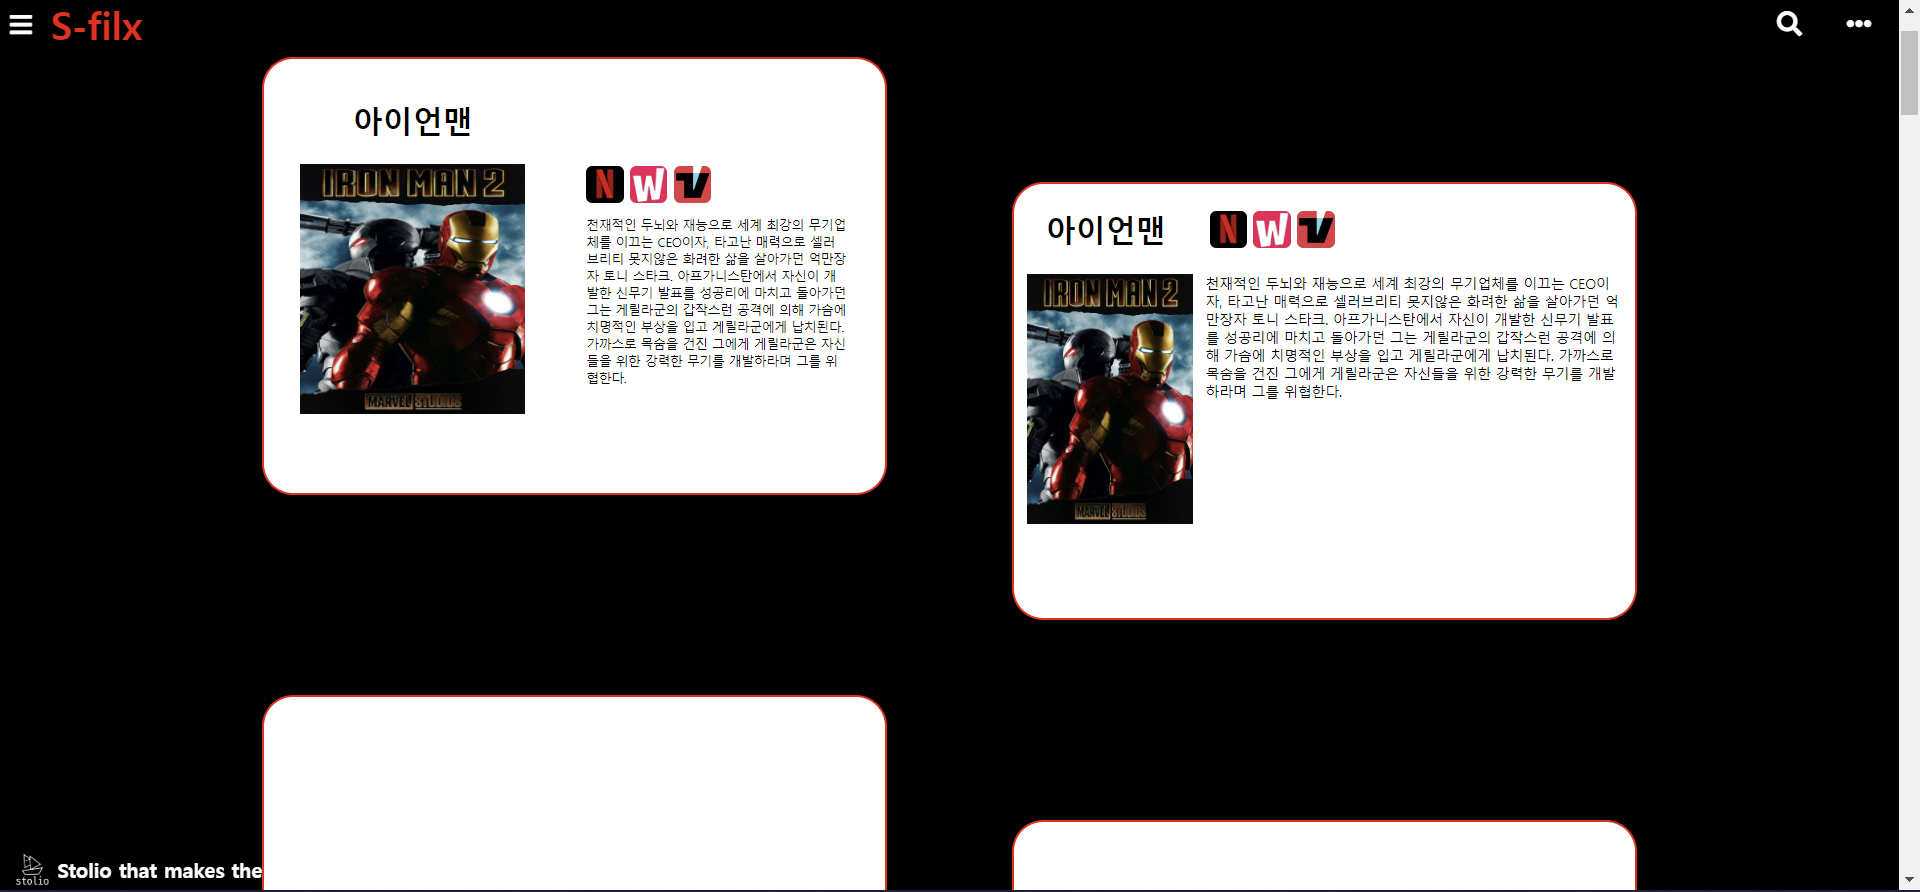 S-filx
아이언맨
IRON MAN 2
MARVEL STUDIOS
N W TV
천재적인 두뇌와 재능으로 세계 최강의 무기업
체를 이끄는 CEO이자, 타고난 매력으로 셀러
브리티 못지않은 화려한 삶을 살아가던 억만장
자 토니 스타크. 아프가니스탄에서 자신이 개
발한 신무기 발표를 성공리에 마치고 돌아가던
그는 게릴라군의 갑작스런 공격에 의해 가슴에
치명적인 부상을 입고 게릴라군에게 납치된다.
가까스로 목숨을 건진 그에게 게릴라군은 자신
들을 위한 강력한 무기를 개발하라며 그를 위
협한다.
아이언맨
N W TV
IRON MAN 2
MARVEL STUDIOS
천재적인 두뇌와 재능으로 세계 최강의 무기업체를 이끄는 CEO이
자, 타고난 매력으로 셀러브리티 못지않은 화려한 삶을 살아가던 억
만장자 토니 스타크. 아프가니스탄에서 자신이 개발한 신무기 발표
를 성공리에 마치고 돌아가던 그는 게릴라군의 갑작스런 공격에 의
해 가슴에 치명적인 부상을 입고 게릴라군에게 납치된다. 가까스로
목숨을 건진 그에게 게릴라군은 자신들을 위한 강력한 무기를 개발
하라며 그를 위협한다.
stolio
Stolio that makes the